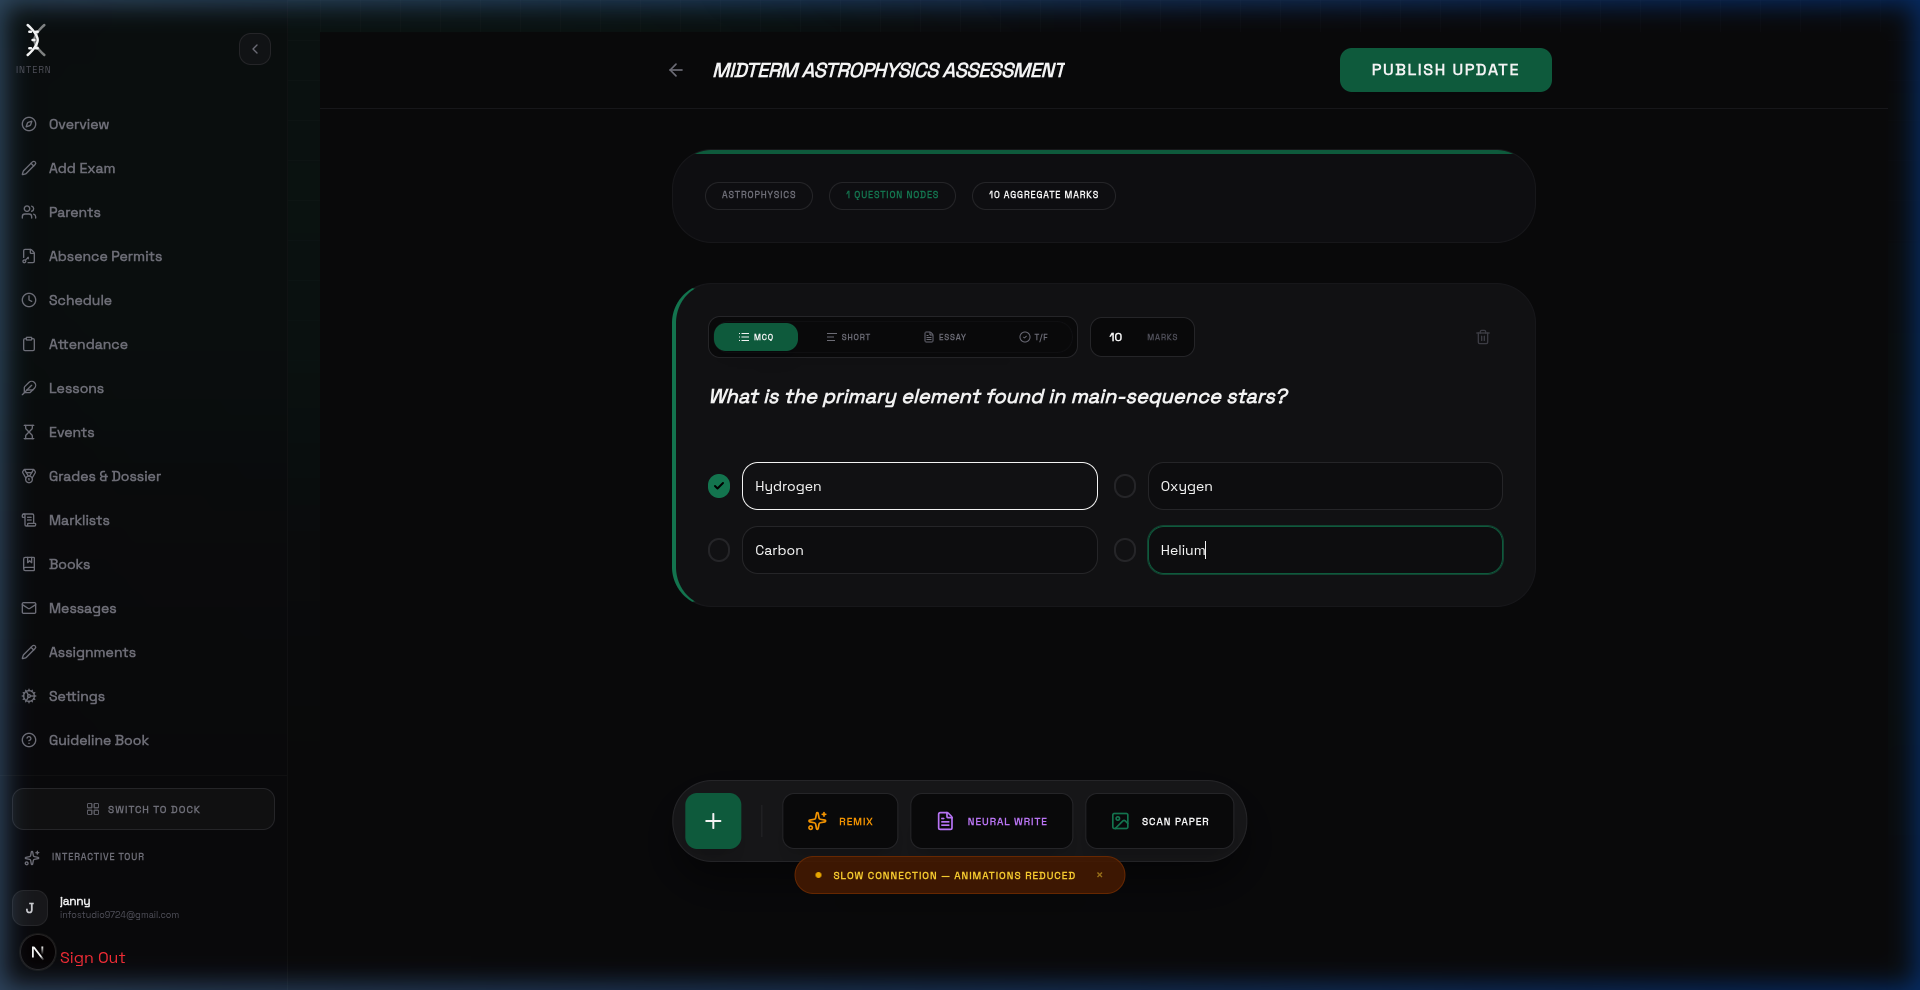 INTERN
Overview
Add Exam
Parents
Absence Permits
Schedule
Attendance
Lessons
Events
Grades & Dossier
Marklists
Books
Messages
Assignments
Settings
Guideline Book
SWITCH TO DOCK
INTERACTIVE TOUR
J
janny
infostudio9724@gmail.com
N
Sign Out
MIDTERM ASTROPHYSICS ASSESSMENT
PUBLISH UPDATE
ASTROPHYSICS
1 QUESTION NODES
10 AGGREGATE MARKS
MCQ
SHORT
ESSAY
T/F
10
MARKS
What is the primary element found in main-sequence stars?
Hydrogen
Oxygen
Carbon
Helium
REMIX
NEURAL WRITE
SCAN PAPER
SLOW CONNECTION — ANIMATIONS REDUCED
×